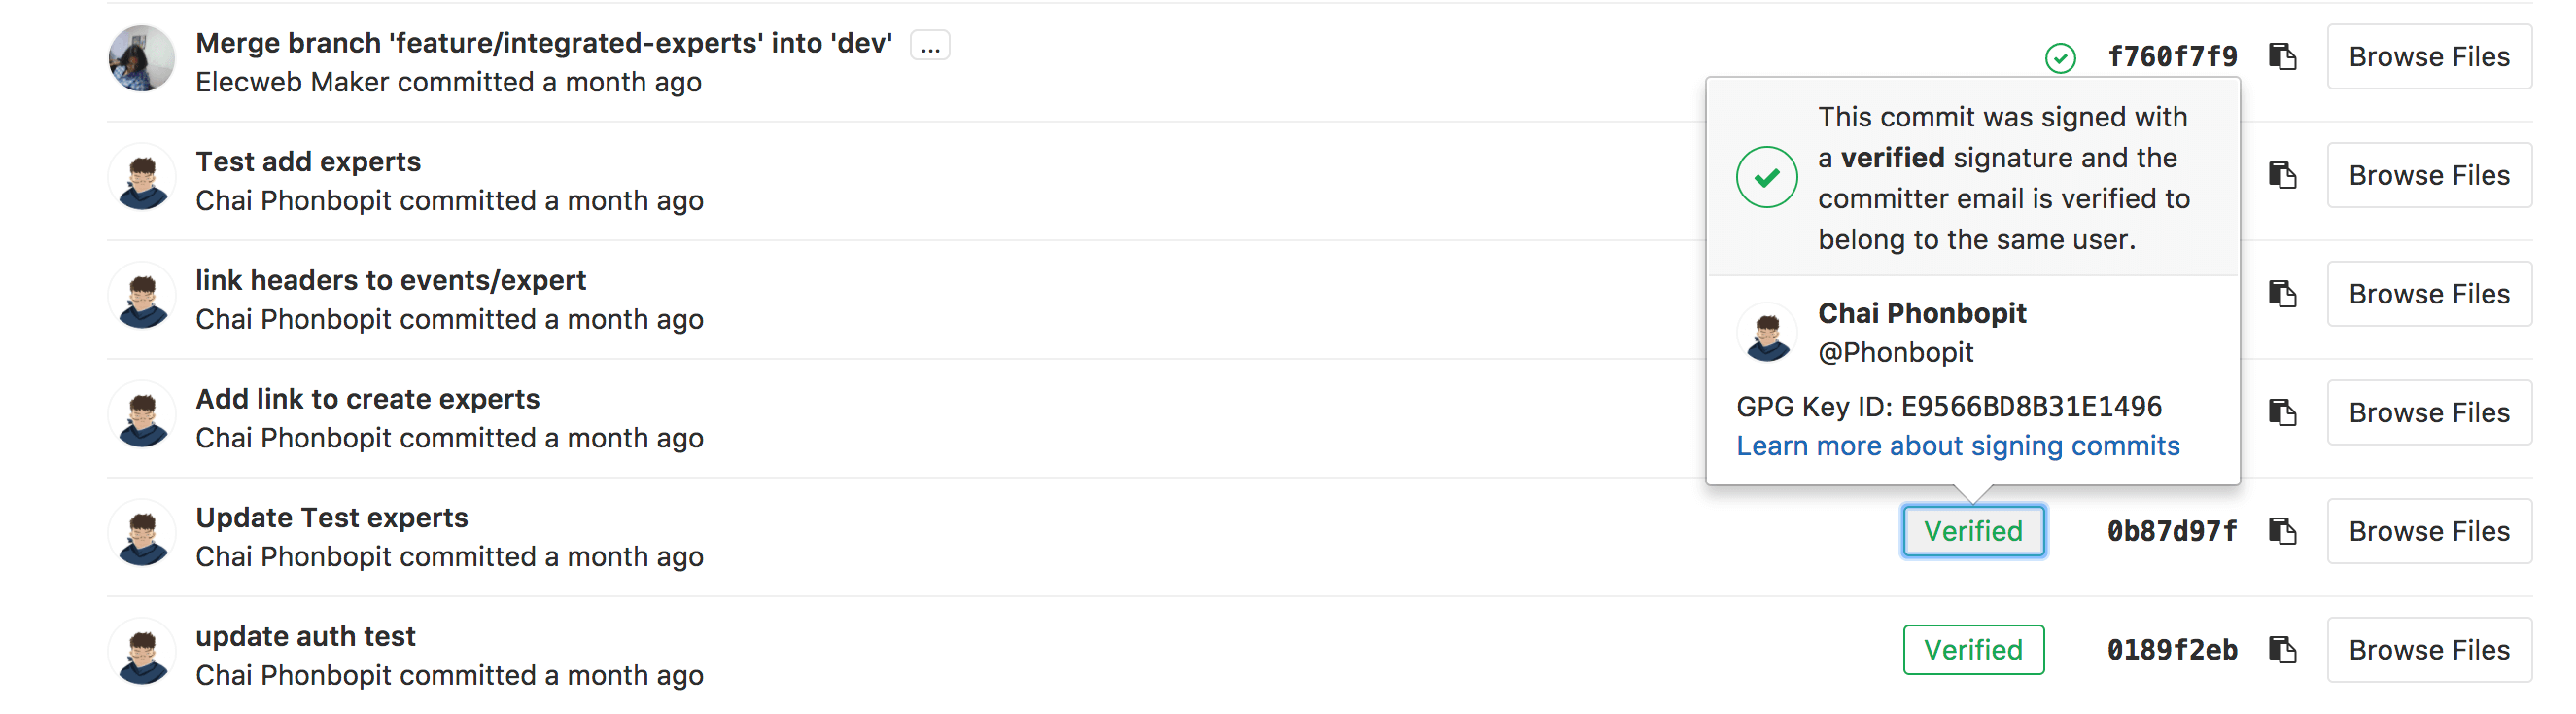 Merge branch 'feature/integrated-experts' into 'dev' ...
Elecweb Maker committed a month ago
f760f7f9
Browse Files
This commit was signed with
a verified signature and the
committer email is verified to
belong to the same user.
Chai Phonbopit
@Phonbopit
GPG Key ID: E9566BD8B31E1496
Learn more about signing commits
Test add experts
Chai Phonbopit committed a month ago
Browse Files
link headers to events/expert
Chai Phonbopit committed a month ago
Browse Files
Add link to create experts
Chai Phonbopit committed a month ago
Browse Files
Update Test experts
Chai Phonbopit committed a month ago
Verified
0b87d97f
Browse Files
update auth test
Chai Phonbopit committed a month ago
Verified
0189f2eb
Browse Files